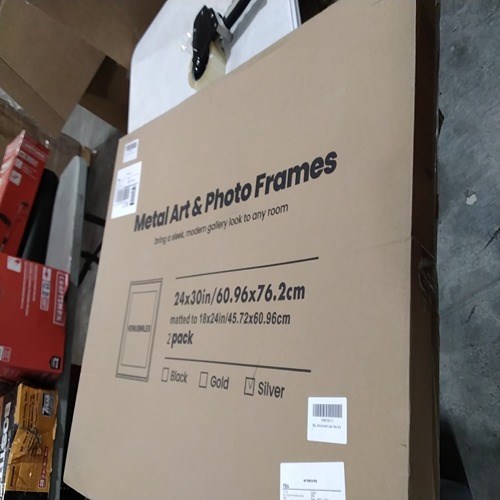 Metal Art & Photo Frames
bring a sleek, modern gallery look to any room
24x30in/60.96x76.2cm
matted to 18x24in/45.72x60.96cm
2 pack
Black
Gold
Silver
CRAFTSMAN